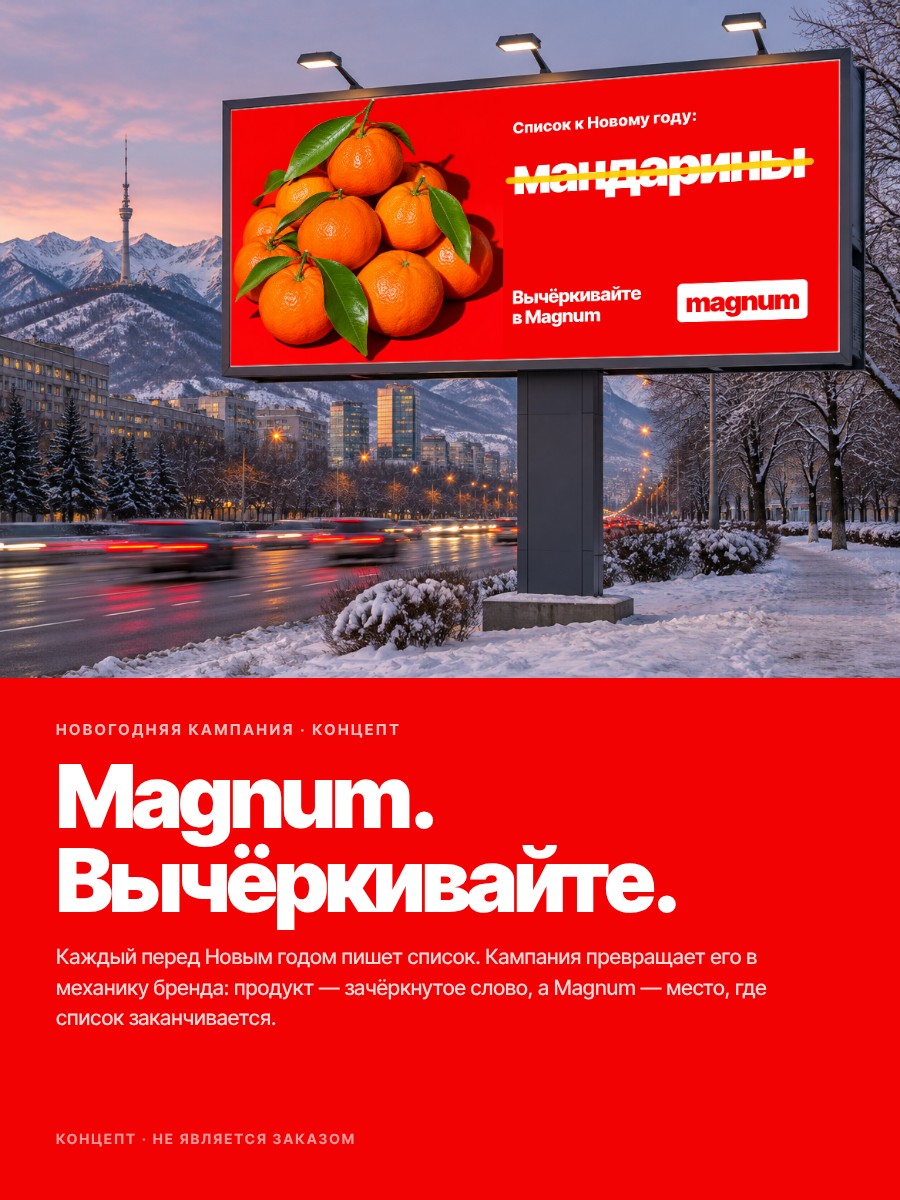 Список к Новому году:
мандарины
Вычёркивайте
в Magnum
magnum
НОВОГОДНЯЯ КАМПАНИЯ · КОНЦЕПТ
Magnum.
Вычёркивайте.
Каждый перед Новым годом пишет список. Кампания превращает его в
механику бренда: продукт — зачёркнутое слово, а Magnum — место, где
список заканчивается.
КОНЦЕПТ · НЕ ЯВЛЯЕТСЯ ЗАКАЗОМ